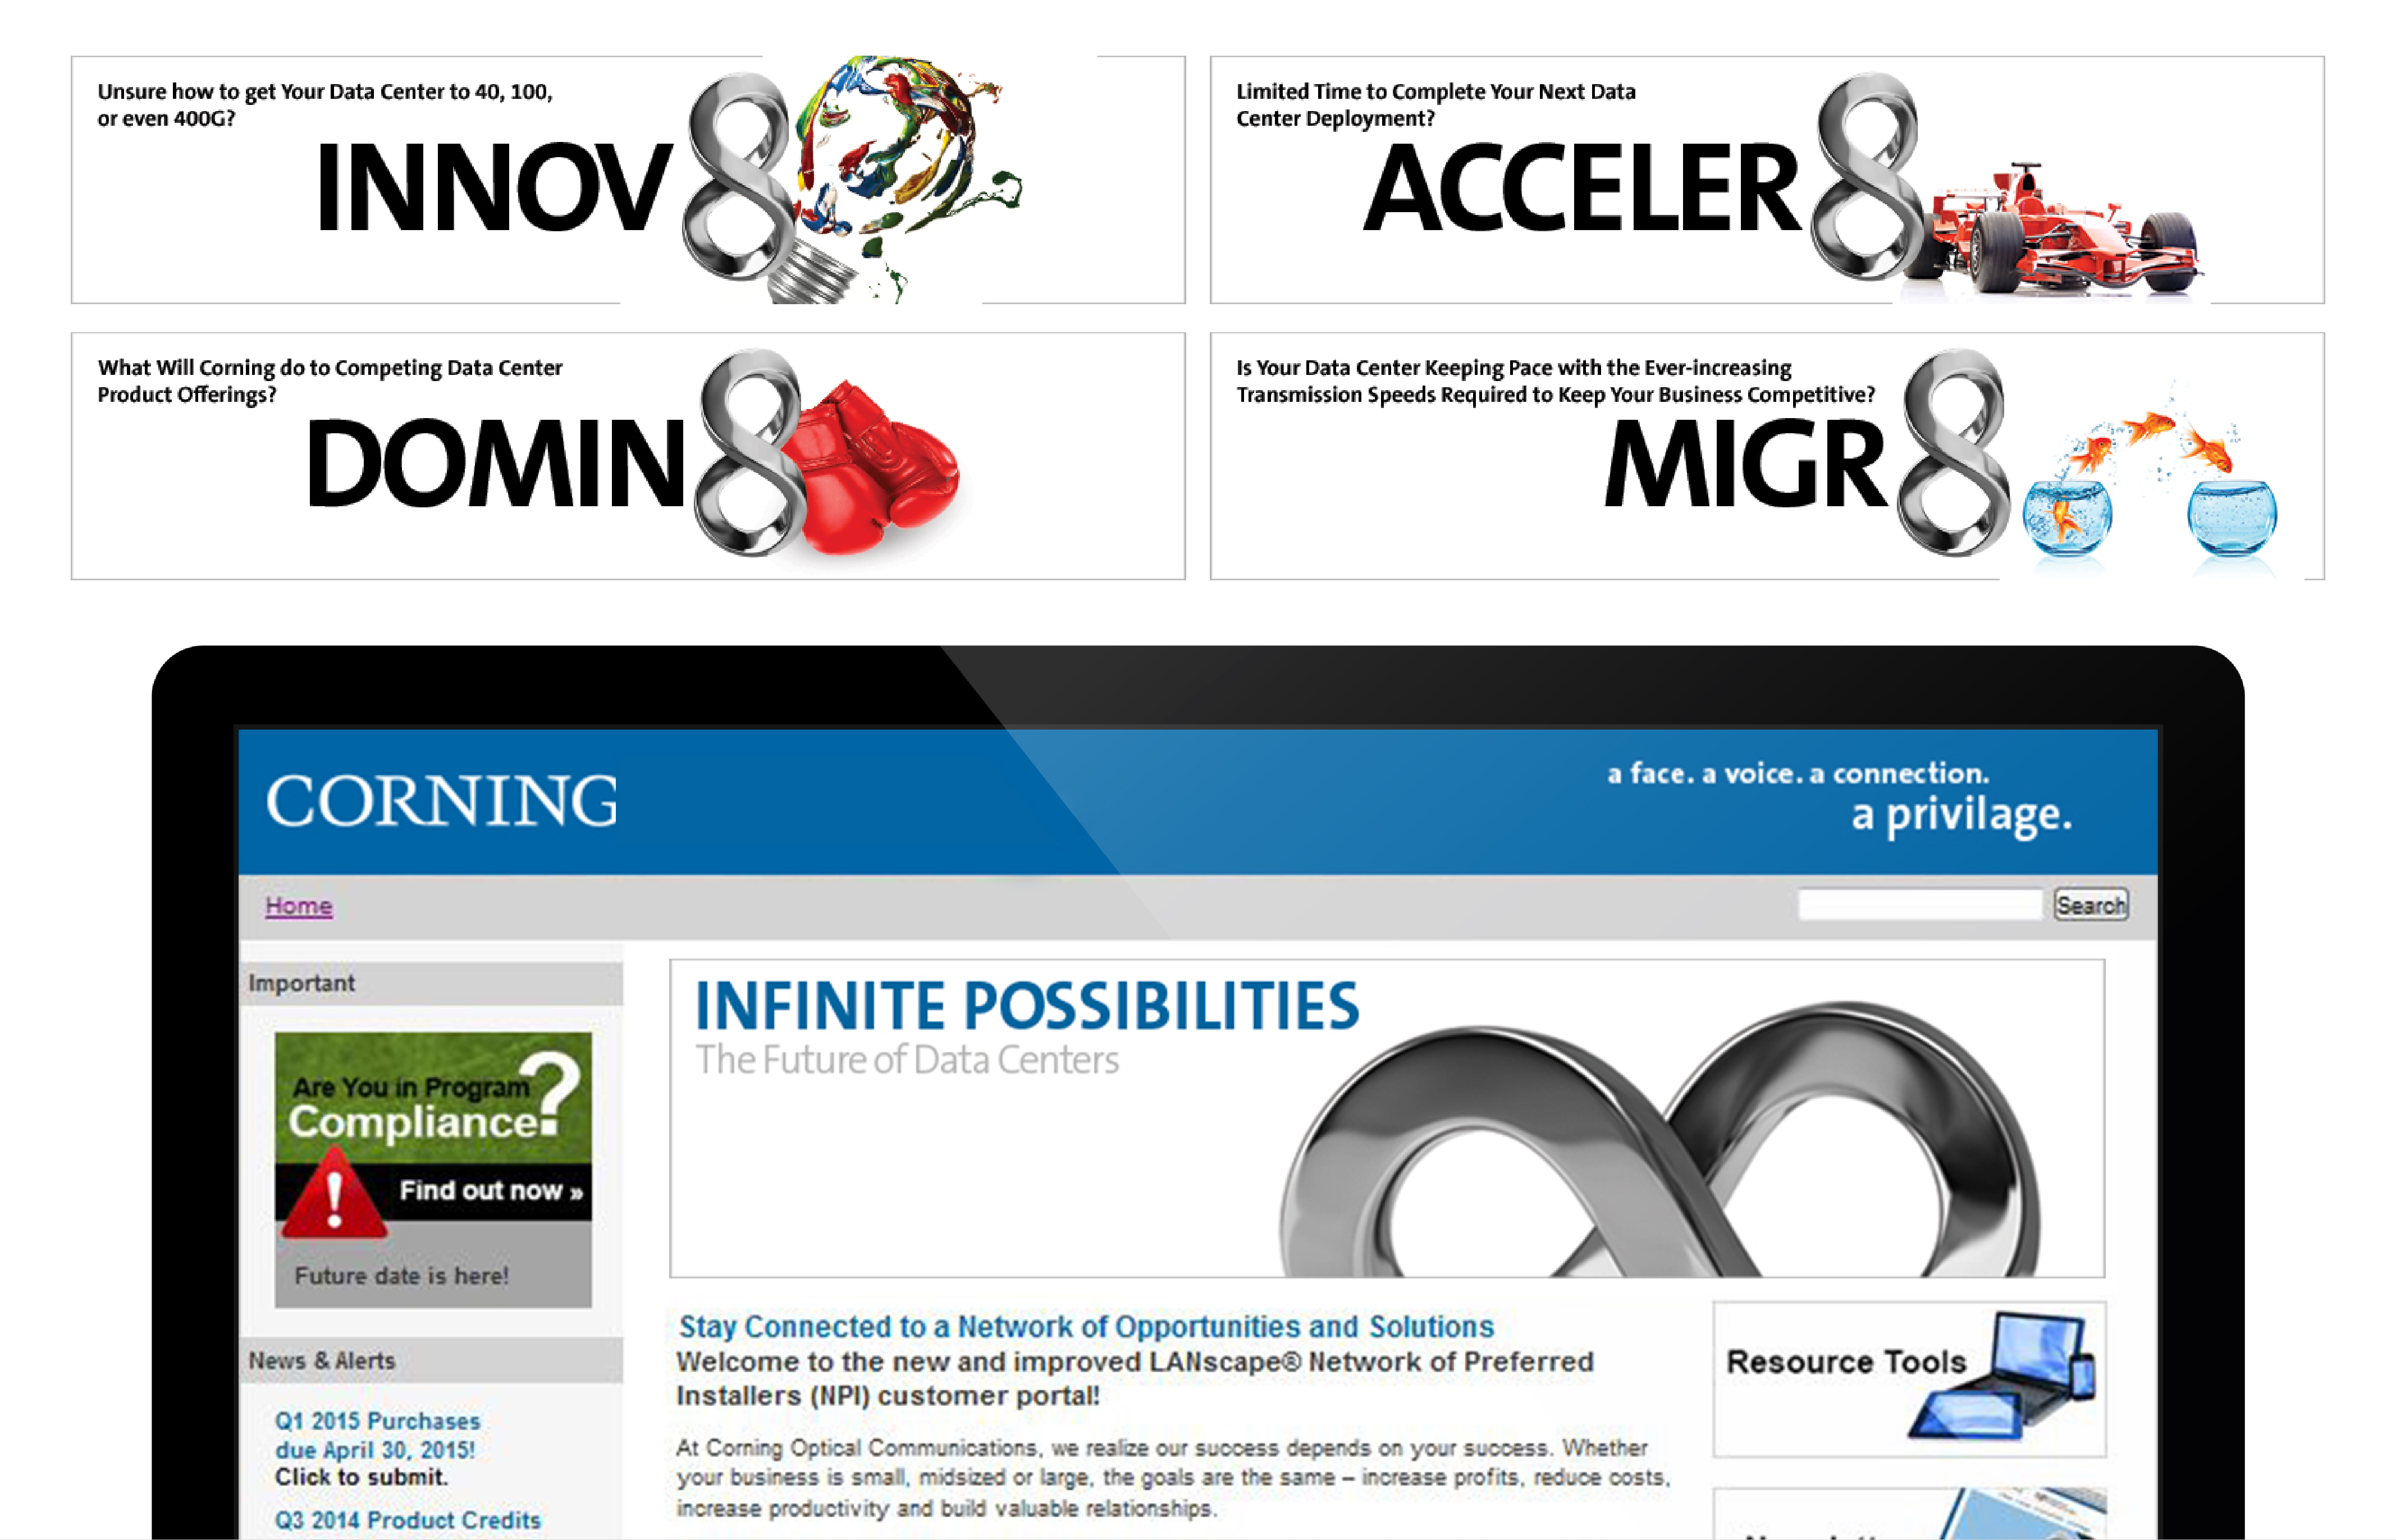 Unsure how to get Your Data Center to 40, 100,
or even 400G?
INNOV8
Limited Time to Complete Your Next Data
Center Deployment?
ACCELER8
What Will Corning do to Competing Data Center
Product Offerings?
DOMIN8
Is Your Data Center Keeping Pace with the Ever-increasing
Transmission Speeds Required to Keep Your Business Competitive?
MIGR8
CORNING
a face. a voice. a connection.
a privilage.
Home
Search
Important
Are You in Program
Compliance?
Find out now »
Future date is here!
News & Alerts
Q1 2015 Purchases
due April 30, 2015!
Click to submit.
Q3 2014 Product Credits
INFINITE POSSIBILITIES
The Future of Data Centers
Stay Connected to a Network of Opportunities and Solutions
Welcome to the new and improved LANscape® Network of Preferred
Installers (NPI) customer portal!
At Corning Optical Communications, we realize our success depends on your success. Whether
your business is small, midsized or large, the goals are the same – increase profits, reduce costs,
increase productivity and build valuable relationships.
Resource Tools